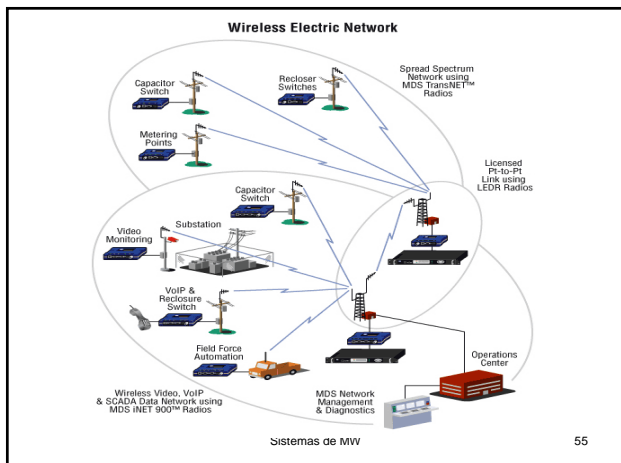 Wireless Electric Network
Capacitor
Switch
Recloser
Switches
Spread Spectrum
Network using
MDS TransNET™
Radios
Metering
Points
Licensed
Pt-to-Pt
Link using
LEDR Radios
Capacitor
Switch
Substation
Video
Monitoring
VoIP &
Reclosure
Switch
Field Force
Automation
Operations
Center
Wireless Video, VoIP
& SCADA Data Network using
MDS iNET 900™ Radios
MDS Network
Management
& Diagnostics
Sistemas de MW
55